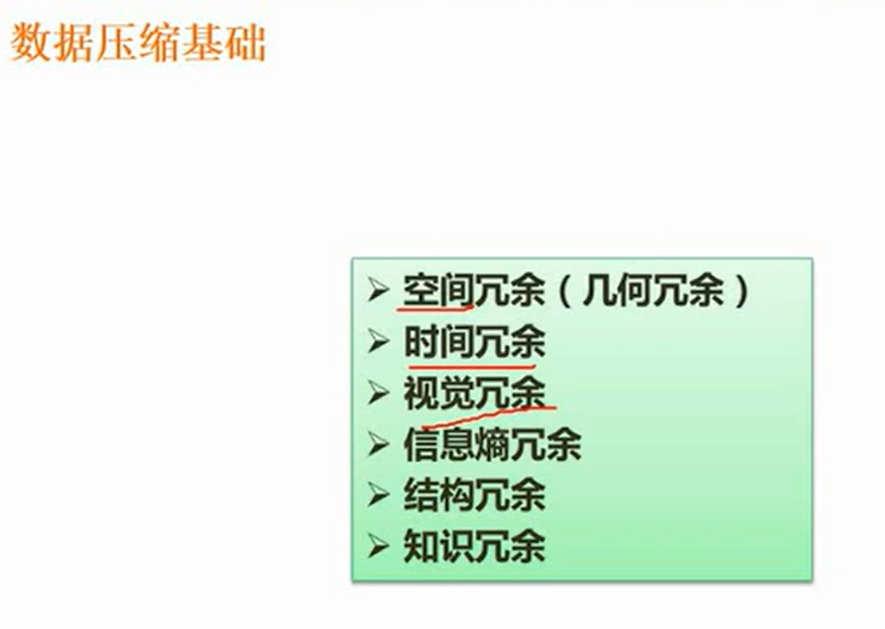 数据压缩基础
➢ 空间冗余（几何冗余）
➢ 时间冗余
➢ 视觉冗余
➢ 信息熵冗余
➢ 结构冗余
➢ 知识冗余